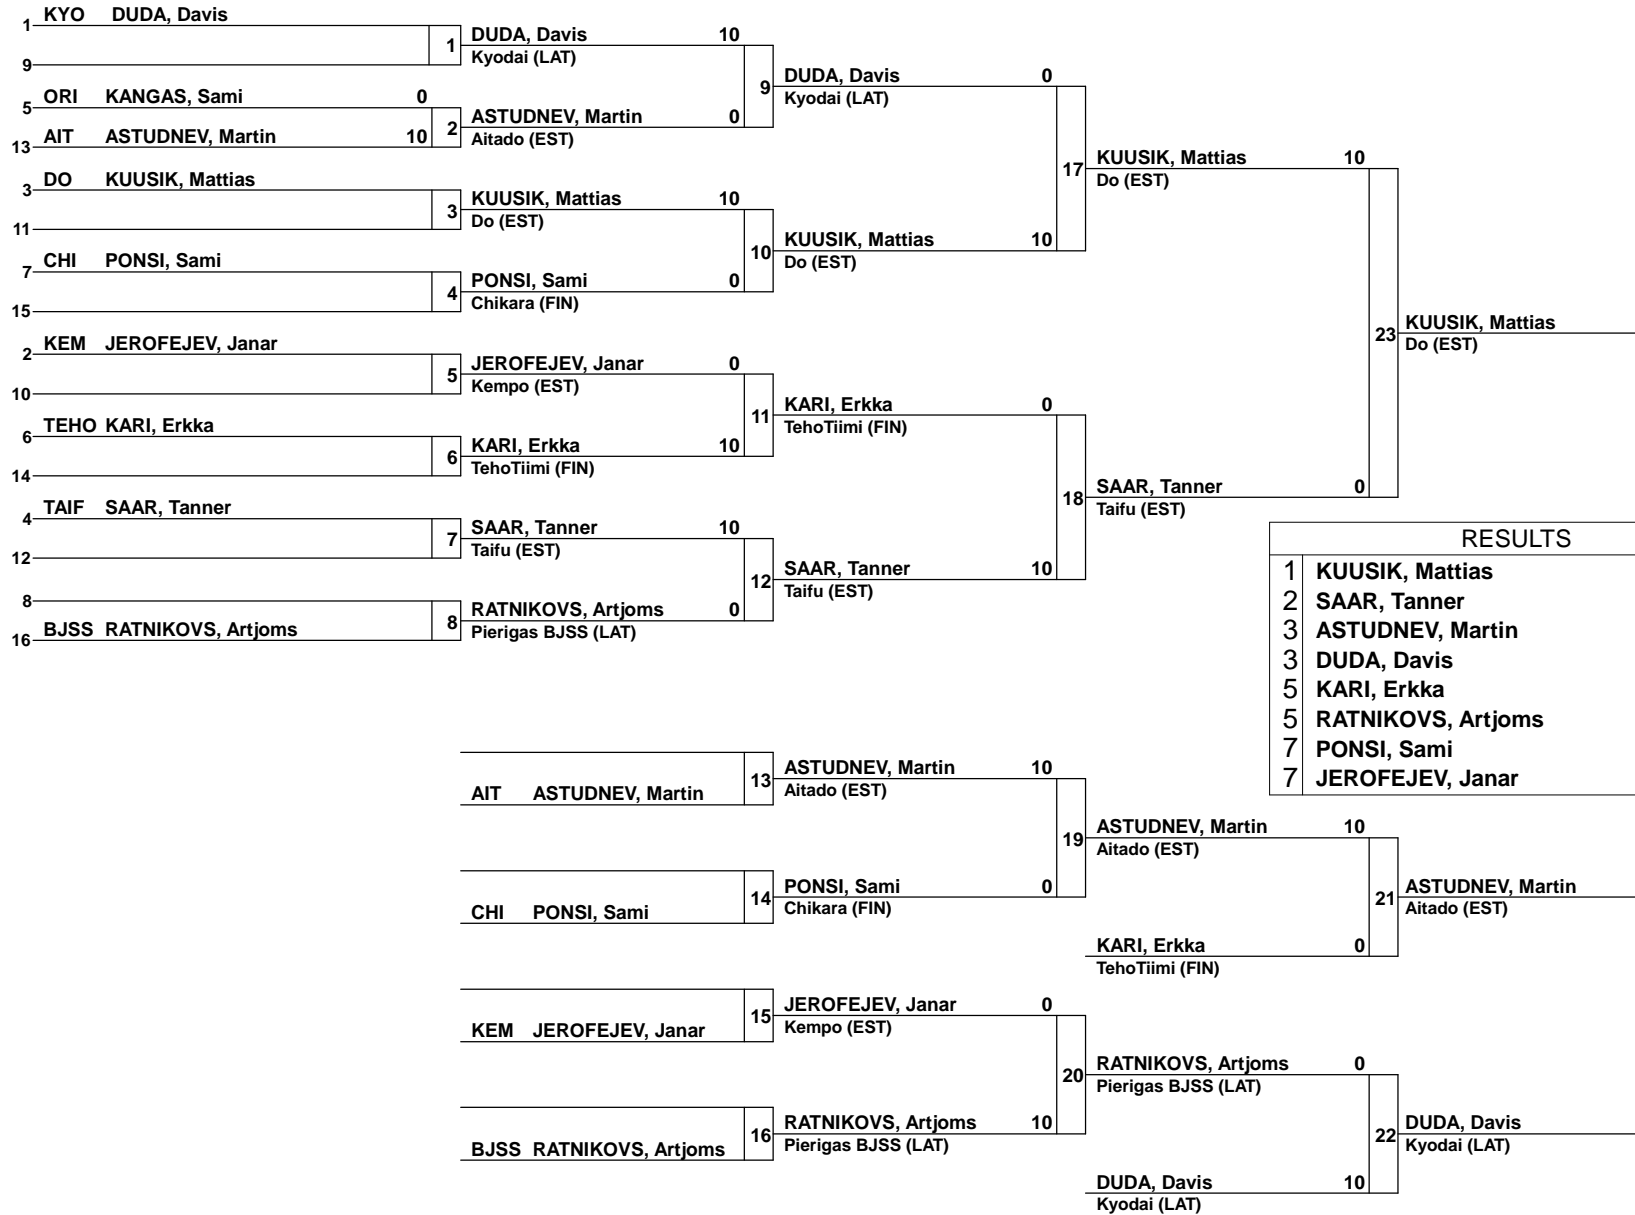 KYO DUDA, Davis
1
1
DUDA, Davis 10
Kyodai (LAT)
9
9
DUDA, Davis 0
Kyodai (LAT)
ORI KANGAS, Sami 0
5
2
ASTUDNEV, Martin 0
Aitado (EST)
AIT ASTUDNEV, Martin 10
13
17
KUUSIK, Mattias 10
Do (EST)
DO KUUSIK, Mattias
3
3
KUUSIK, Mattias 10
Do (EST)
11
10
KUUSIK, Mattias 10
Do (EST)
CHI PONSI, Sami
7
4
PONSI, Sami 0
Chikara (FIN)
15
23
KUUSIK, Mattias
Do (EST)
KEM JEROFEJEV, Janar
2
5
JEROFEJEV, Janar 0
Kempo (EST)
10
11
KARI, Erkka 0
TehoTiimi (FIN)
TEHO KARI, Erkka
6
6
KARI, Erkka 10
TehoTiimi (FIN)
14
18
SAAR, Tanner 0
Taifu (EST)
TAIF SAAR, Tanner
4
7
SAAR, Tanner 10
Taifu (EST)
12
12
SAAR, Tanner 10
Taifu (EST)
8
8
RATNIKOVS, Artjoms 0
Pierigas BJSS (LAT)
BJSS RATNIKOVS, Artjoms
16
RESULTS
1 KUUSIK, Mattias
2 SAAR, Tanner
3 ASTUDNEV, Martin
3 DUDA, Davis
5 KARI, Erkka
5 RATNIKOVS, Artjoms
7 PONSI, Sami
7 JEROFEJEV, Janar
13
ASTUDNEV, Martin 10
Aitado (EST)
AIT ASTUDNEV, Martin
19
ASTUDNEV, Martin 10
Aitado (EST)
14
PONSI, Sami 0
Chikara (FIN)
CHI PONSI, Sami
21
ASTUDNEV, Martin
Aitado (EST)
KARI, Erkka 0
TehoTiimi (FIN)
15
JEROFEJEV, Janar 0
Kempo (EST)
KEM JEROFEJEV, Janar
20
RATNIKOVS, Artjoms 0
Pierigas BJSS (LAT)
16
RATNIKOVS, Artjoms 10
Pierigas BJSS (LAT)
BJSS RATNIKOVS, Artjoms
22
DUDA, Davis
Kyodai (LAT)
DUDA, Davis 10
Kyodai (LAT)